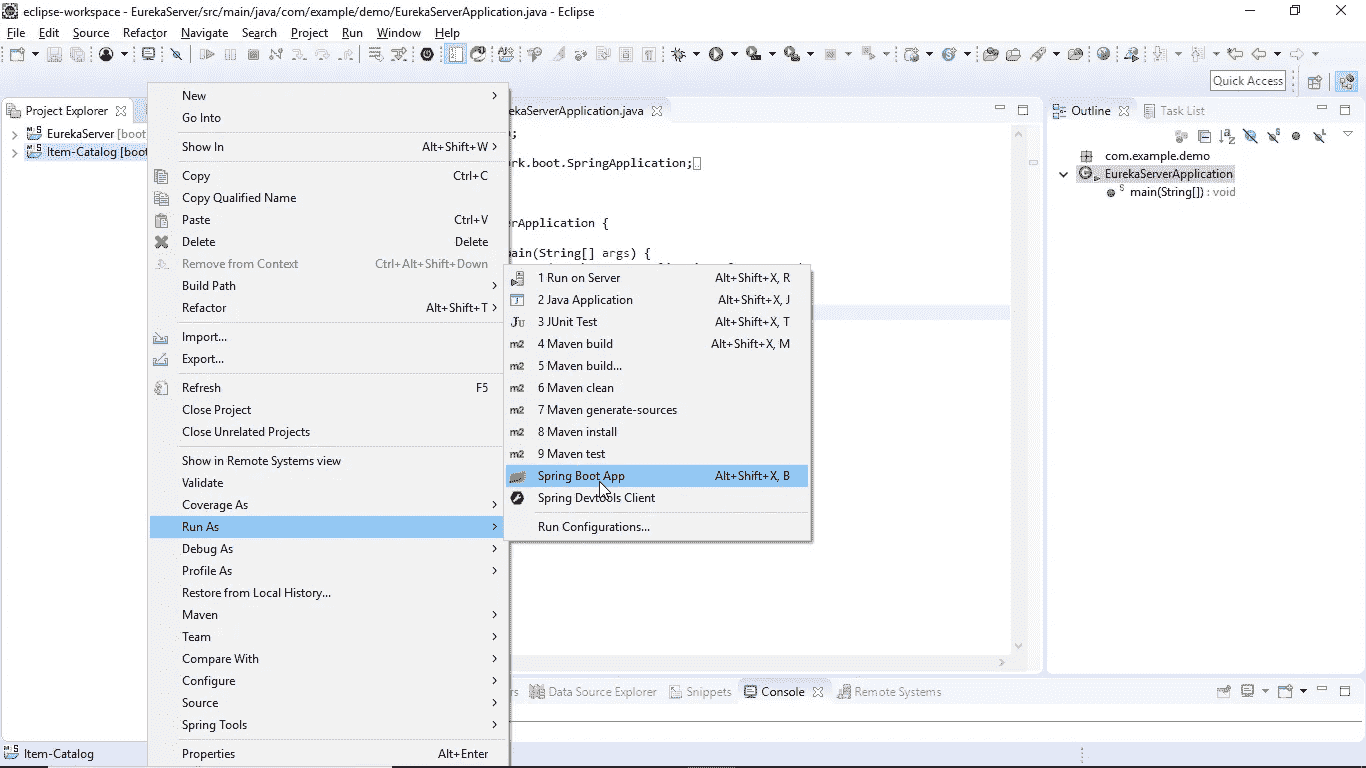 eclipse-workspace - EurekaServer/src/main/java/com/example/demo/EurekaServerApplication.java - Eclipse
File Edit Source Refactor Navigate Search Project Run Window Help
Quick Access
Project Explorer
EurekaServer [boot
Item-Catalog [boot
New
Go Into
Show In Alt+Shift+W
Copy Ctrl+C
Copy Qualified Name
Paste Ctrl+V
Delete Delete
Remove from Context Ctrl+Alt+Shift+Down
Build Path
Refactor Alt+Shift+T
Import...
Export...
Refresh F5
Close Project
Close Unrelated Projects
Show in Remote Systems view
Validate
Coverage As
Run As
Debug As
Profile As
Restore from Local History...
Maven
Team
Compare With
Configure
Source
Spring Tools
Properties Alt+Enter
ekaServerApplication.java
;
rk.boot.SpringApplication;
rApplication {
ain(String[] args) {
1 Run on Server Alt+Shift+X, R
2 Java Application Alt+Shift+X, J
3 JUnit Test Alt+Shift+X, T
4 Maven build Alt+Shift+X, M
5 Maven build...
6 Maven clean
7 Maven generate-sources
8 Maven install
9 Maven test
Spring Boot App Alt+Shift+X, B
Spring Devtools Client
Run Configurations...
Outline Task List
com.example.demo
EurekaServerApplication
main(String[]) : void
rs Data Source Explorer Snippets Console Remote Systems
Item-Catalog